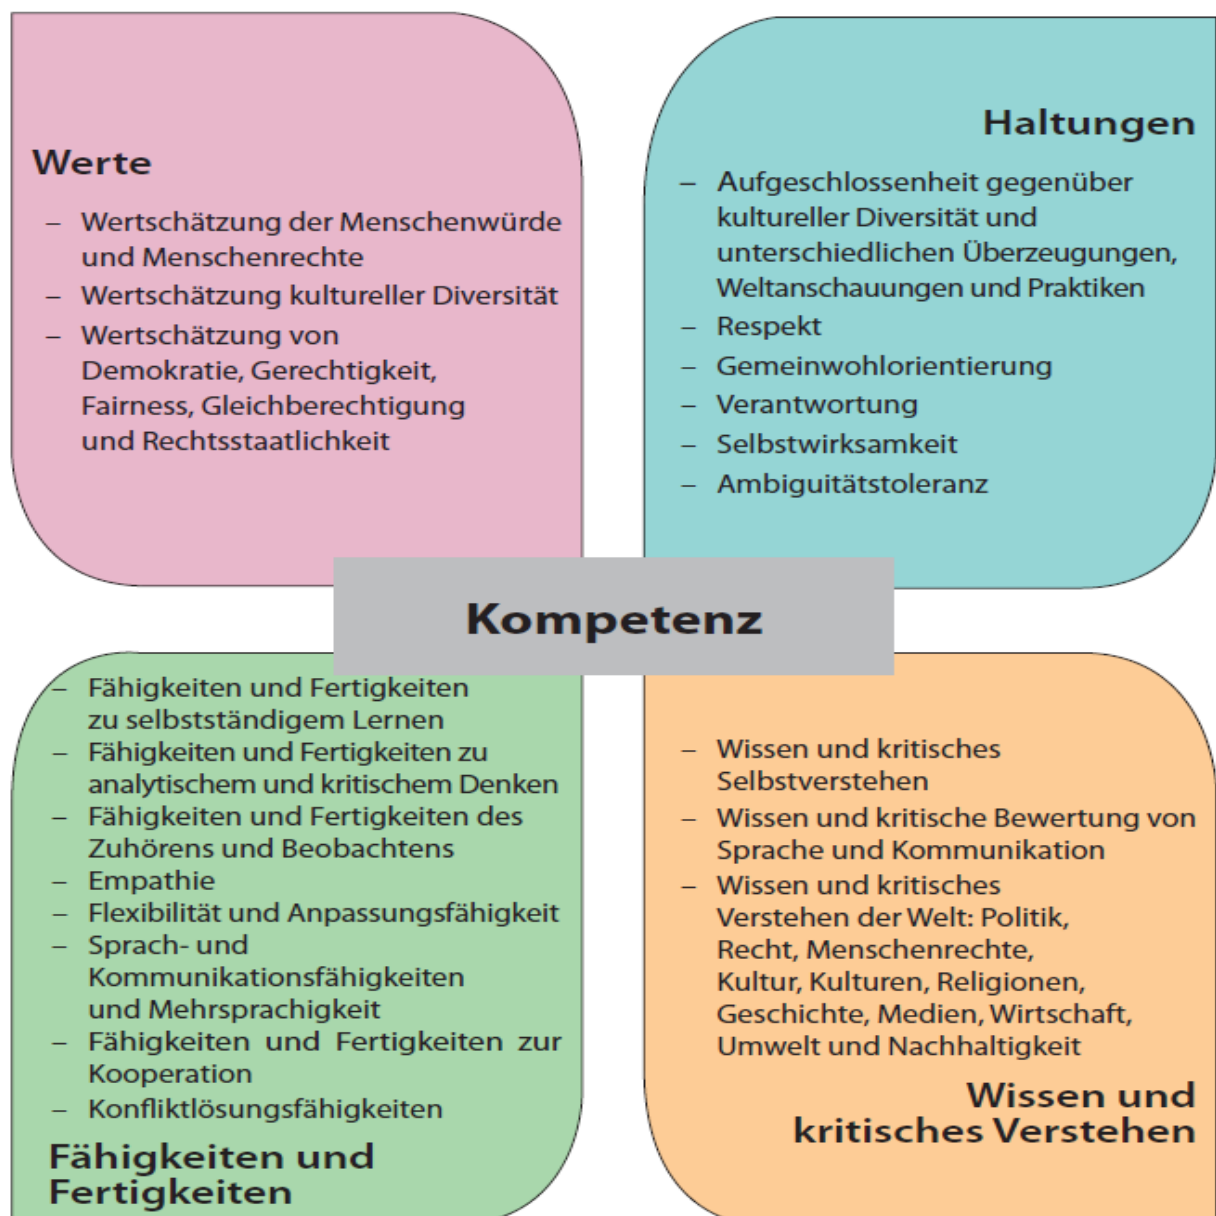 Werte
– Wertschätzung der Menschenwürde
und Menschenrechte
– Wertschätzung kultureller Diversität
– Wertschätzung von
Demokratie, Gerechtigkeit,
Fairness, Gleichberechtigung
und Rechtsstaatlichkeit
Haltungen
– Aufgeschlossenheit gegenüber
kultureller Diversität und
unterschiedlichen Überzeugungen,
Weltanschauungen und Praktiken
– Respekt
– Gemeinwohlorientierung
– Verantwortung
– Selbstwirksamkeit
– Ambiguitätstoleranz
Kompetenz
– Fähigkeiten und Fertigkeiten
zu selbstständigem Lernen
– Fähigkeiten und Fertigkeiten zu
analytischem und kritischem Denken
– Fähigkeiten und Fertigkeiten des
Zuhörens und Beobachtens
– Empathie
– Flexibilität und Anpassungsfähigkeit
– Sprach- und
Kommunikationsfähigkeiten
und Mehrsprachigkeit
– Fähigkeiten und Fertigkeiten zur
Kooperation
– Konfliktlösungsfähigkeiten
Fähigkeiten und
Fertigkeiten
– Wissen und kritisches
Selbstverstehen
– Wissen und kritische Bewertung von
Sprache und Kommunikation
– Wissen und kritisches
Verstehen der Welt: Politik,
Recht, Menschenrechte,
Kultur, Kulturen, Religionen,
Geschichte, Medien, Wirtschaft,
Umwelt und Nachhaltigkeit
Wissen und
kritisches Verstehen